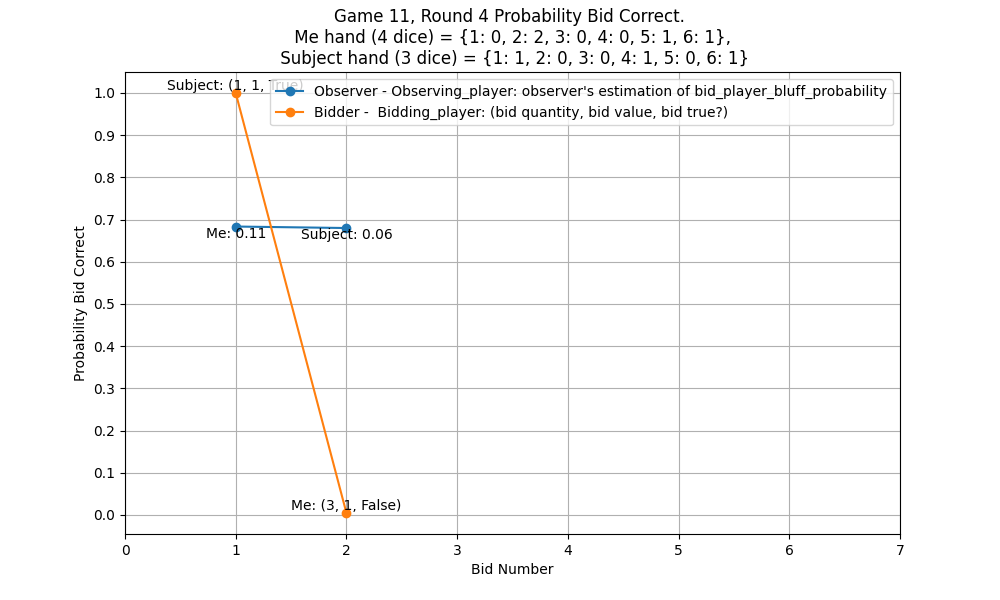 Game 11, Round 4 Probability Bid Correct.
Me hand (4 dice) = {1: 0, 2: 2, 3: 0, 4: 0, 5: 1, 6: 1},
Subject hand (3 dice) = {1: 1, 2: 0, 3: 0, 4: 1, 5: 0, 6: 1}
Subject: (1, 1, True)
Observer - Observing_player: observer's estimation of bid_player_bluff_probability
Bidder -  Bidding_player: (bid quantity, bid value, bid true?)
1.0
0.9
0.8
0.7
0.6
0.5
0.4
0.3
0.2
0.1
0.0
Me: 0.11
Subject: 0.06
Me: (3, 1, False)
Probability Bid Correct
0 1 2 3 4 5 6 7
Bid Number